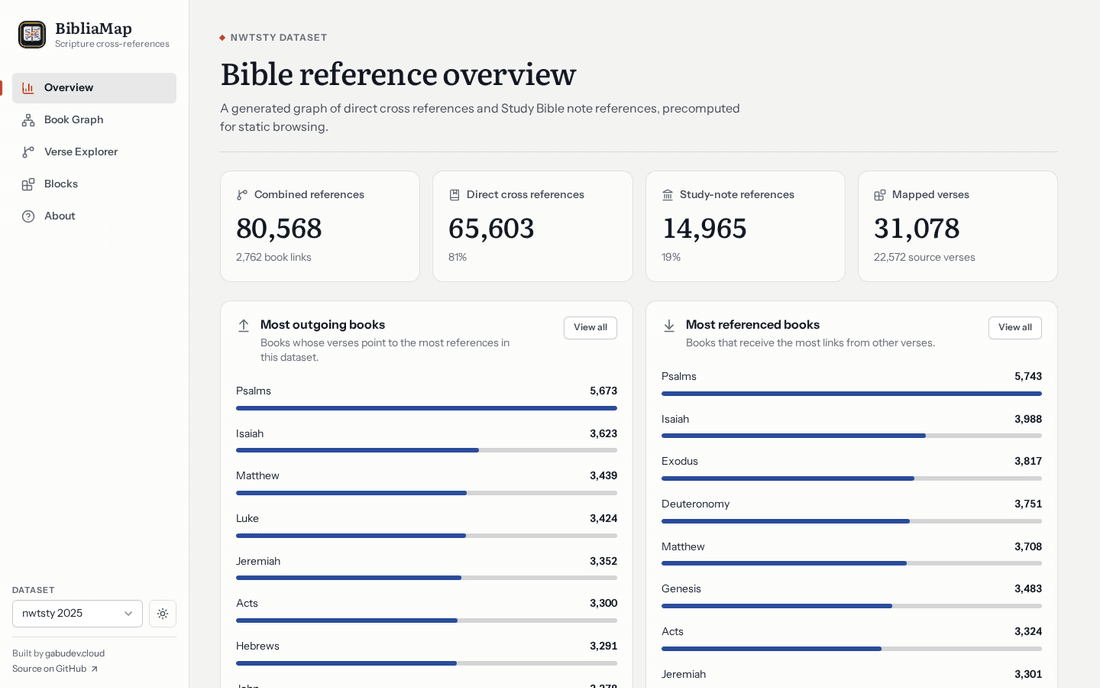 BibliaMap
Scripture cross-references
Overview
Book Graph
Verse Explorer
Blocks
About
DATASET
nwtsty 2025
Built by gabudev.cloud
Source on GitHub
NWTSTY DATASET
Bible reference overview
A generated graph of direct cross references and Study Bible note references, precomputed
for static browsing.
Combined references
80,568
2,762 book links
Direct cross references
65,603
81%
Study-note references
14,965
19%
Mapped verses
31,078
22,572 source verses
Most outgoing books
View all
Books whose verses point to the most references in
this dataset.
Psalms 5,673
Isaiah 3,623
Matthew 3,439
Luke 3,424
Jeremiah 3,352
Acts 3,300
Hebrews 3,291
John 3,278
Most referenced books
View all
Books that receive the most links from other verses.
Psalms 5,743
Isaiah 3,988
Exodus 3,817
Deuteronomy 3,751
Matthew 3,708
Genesis 3,483
Acts 3,324
Jeremiah 3,301